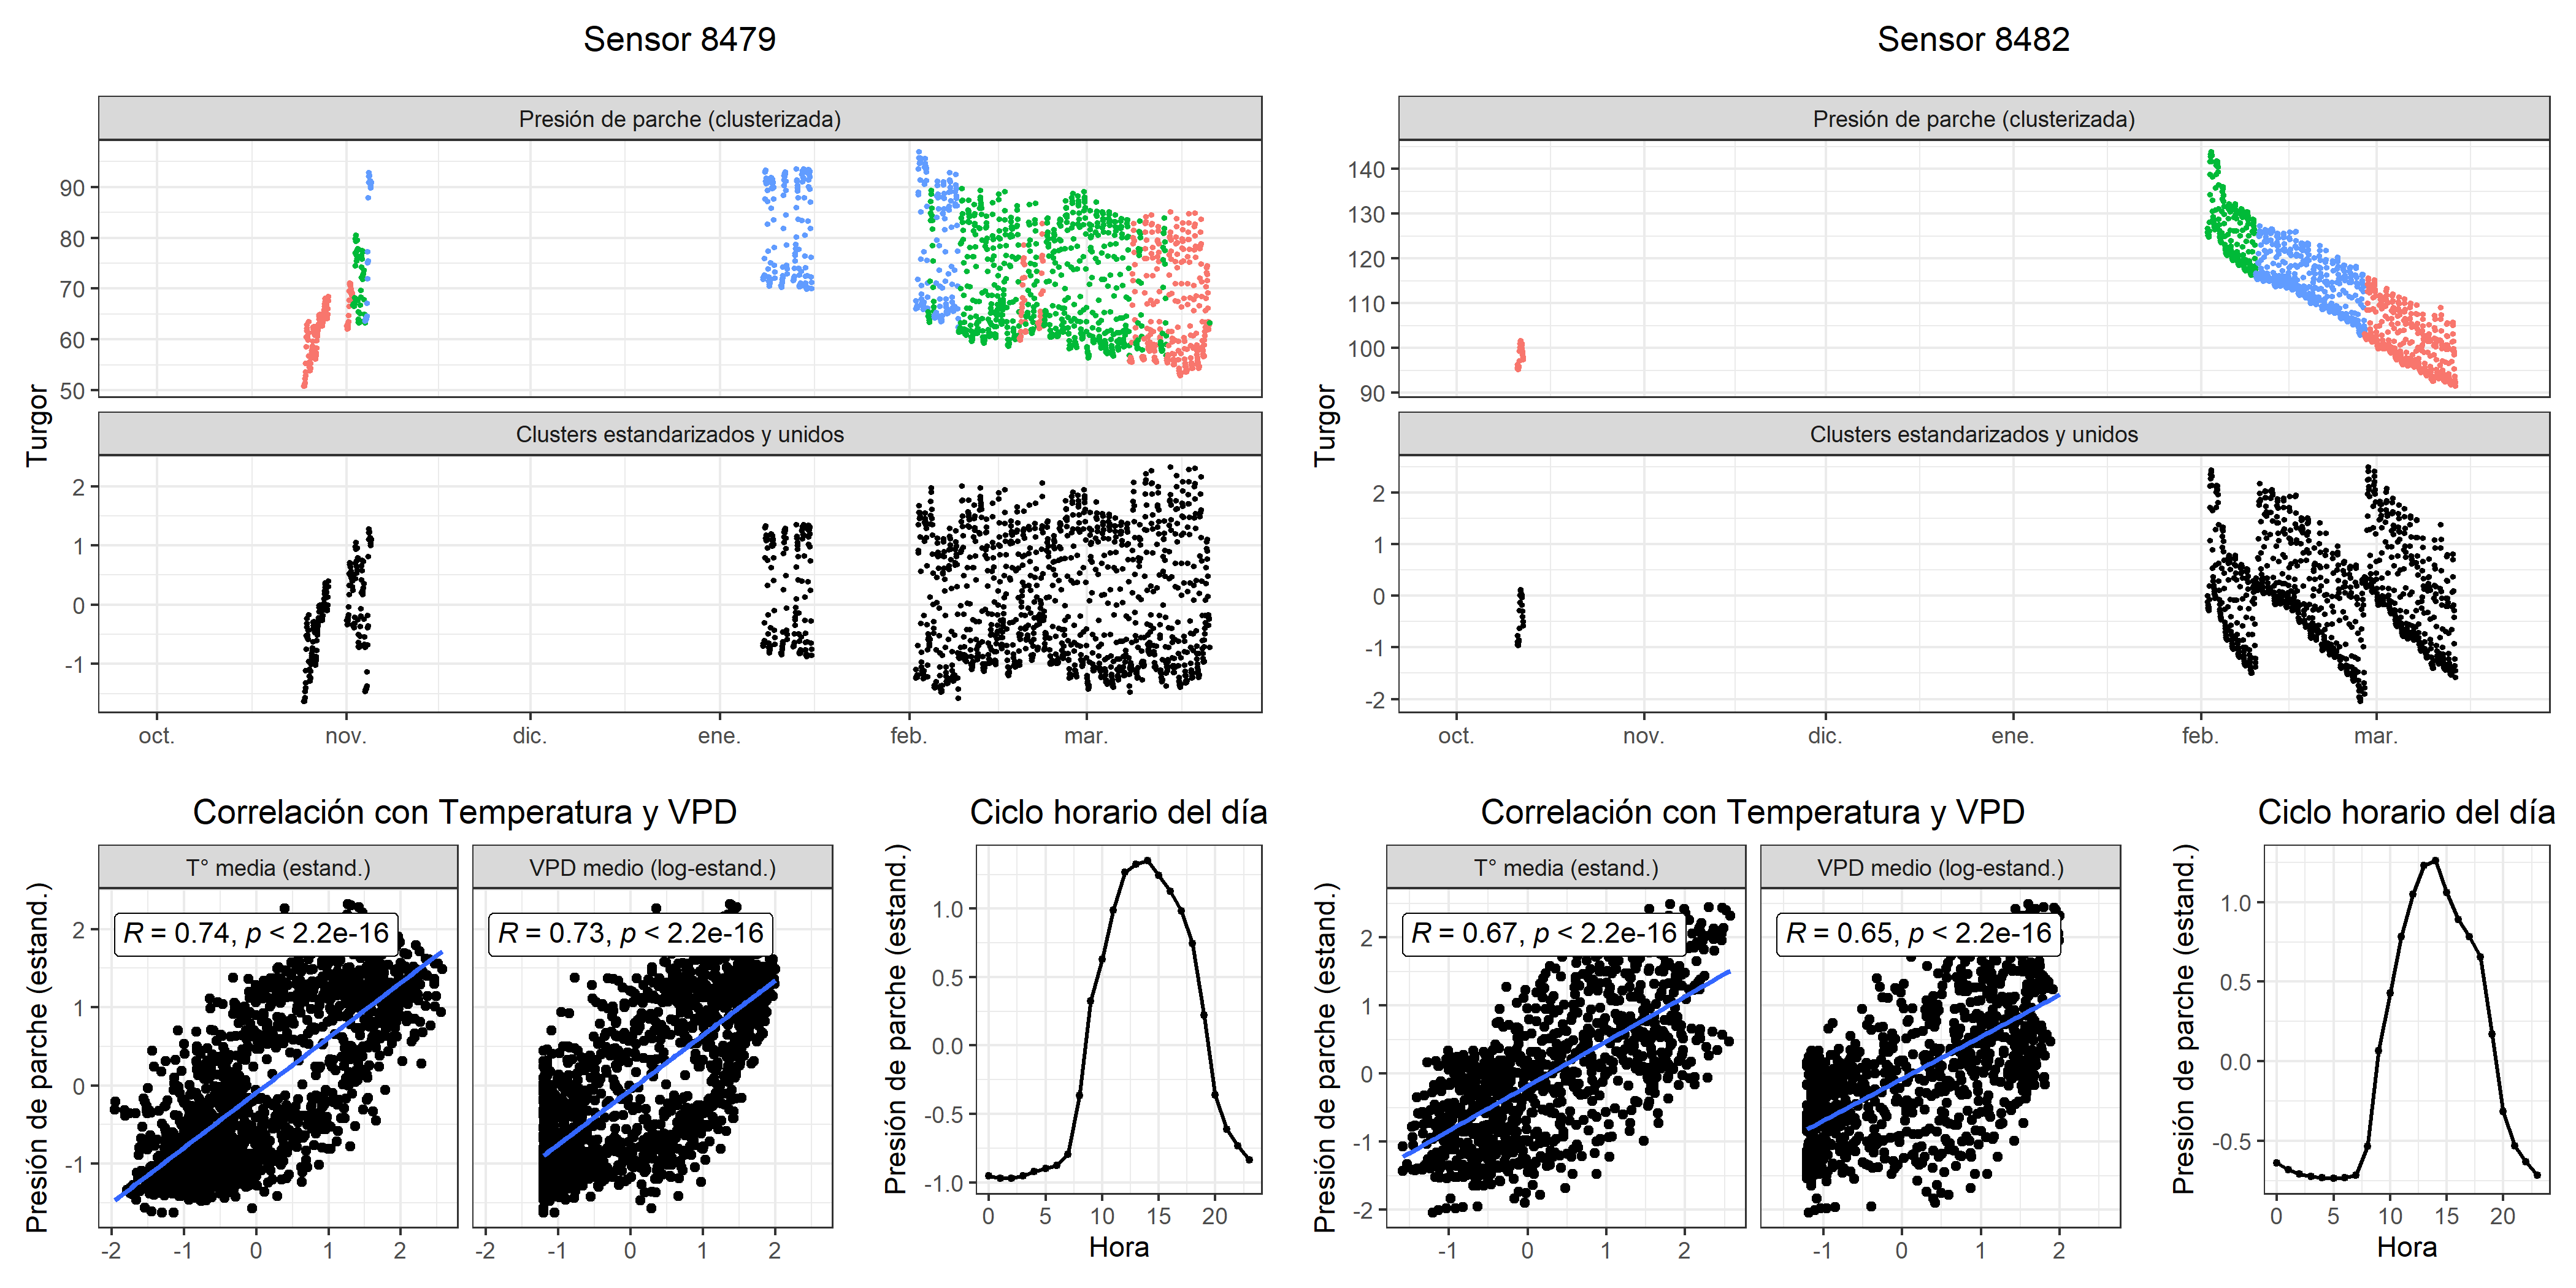 Sensor 8479
Presión de parche (clusterizada)
90
80
70
60
50
Turgor
Clusters estandarizados y unidos
2
1
0
-1
oct. nov. dic. ene. feb. mar.
Correlación con Temperatura y VPD
Presión de parche (estand.)
T° media (estand.)
VPD medio (log-estand.)
R = 0.74, p < 2.2e-16
R = 0.73, p < 2.2e-16
2
1
0
-1
-2 -1 0 1 2
-2 -1 0 1 2
Ciclo horario del día
Presión de parche (estand.)
1.0
0.5
0.0
-0.5
-1.0
0 5 10 15 20
Hora
Sensor 8482
Presión de parche (clusterizada)
140
130
120
110
100
90
Turgor
Clusters estandarizados y unidos
2
1
0
-1
-2
oct. nov. dic. ene. feb. mar.
Correlación con Temperatura y VPD
Presión de parche (estand.)
T° media (estand.)
VPD medio (log-estand.)
R = 0.67, p < 2.2e-16
R = 0.65, p < 2.2e-16
2
1
0
-1
-2
-1 0 1 2
-1 0 1 2
Ciclo horario del día
Presión de parche (estand.)
1.0
0.5
0.0
-0.5
0 5 10 15 20
Hora